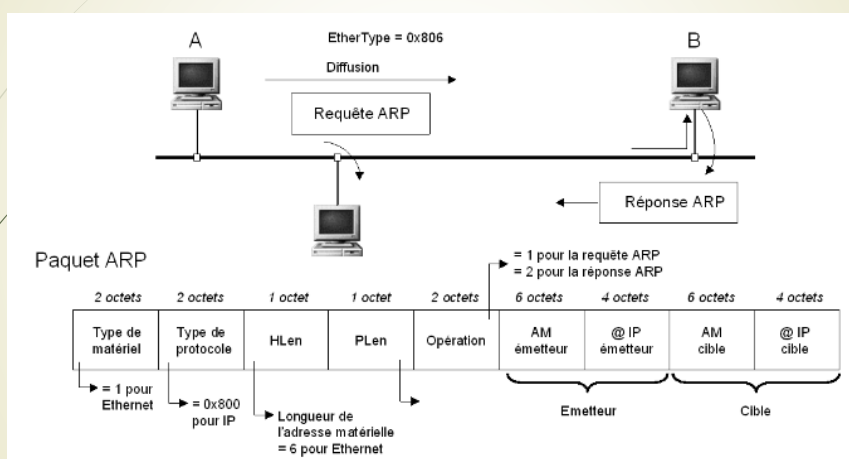 EtherType = 0x806
A
B
Diffusion
Requête ARP
Réponse ARP
Paquet ARP
= 1 pour la requête ARP
= 2 pour la réponse ARP
2 octets 2 octets 1 octet 1 octet 2 octets 6 octets 4 octets 6 octets 4 octets
Type de matériel
Type de protocole
HLen
PLen
Opération
AM émetteur
@ IP émetteur
AM cible
@ IP cible
= 1 pour
Ethernet
= 0x800
pour IP
Longueur de
l'adresse matérielle
= 6 pour Ethernet
Emetteur
Cible